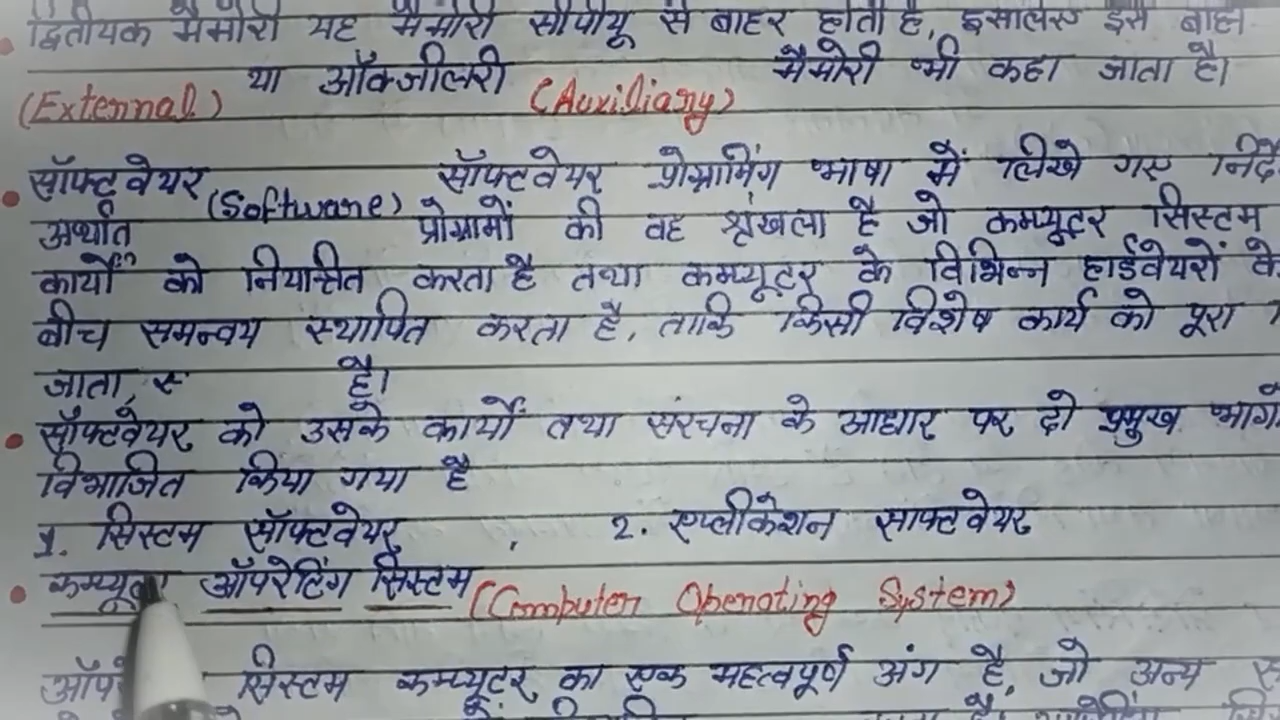 द्वितीयक मैमोरी यह मैमोरी सीपीयू से बाहर होती है, इसलिए इसे बाह्य
(External) या ऑक्जीलरी (Auxiliary) मैमोरी भी कहा जाता है।
सॉफ्टवेयर (Software) सॉफ्टवेयर प्रोग्रामिंग भाषा में लिखे गए
अर्थात प्रोग्रामों की वह श्रृंखला है जो कम्प्यूटर सिस्टम
कार्यों को नियन्त्रित करता है तथा कम्प्यूटर के विभिन्न हार्डवेयरों के
बीच समन्वय स्थापित करता है, ताकि किसी विशेष कार्य को पूरा
जाता, स है।
सॉफ्टवेयर को उसके कार्यों तथा संरचना के आधार पर दो प्रमुख
विभाजित किया गया है
1. सिस्टम सॉफ्टवेयर, 2. एप्लीकेशन साफ्टवेयर
ऑपरेटिंग सिस्टम (Computer Operating System)
सिस्टम कम्प्यूटर का एक महत्वपूर्ण अंग है, जो अन्य